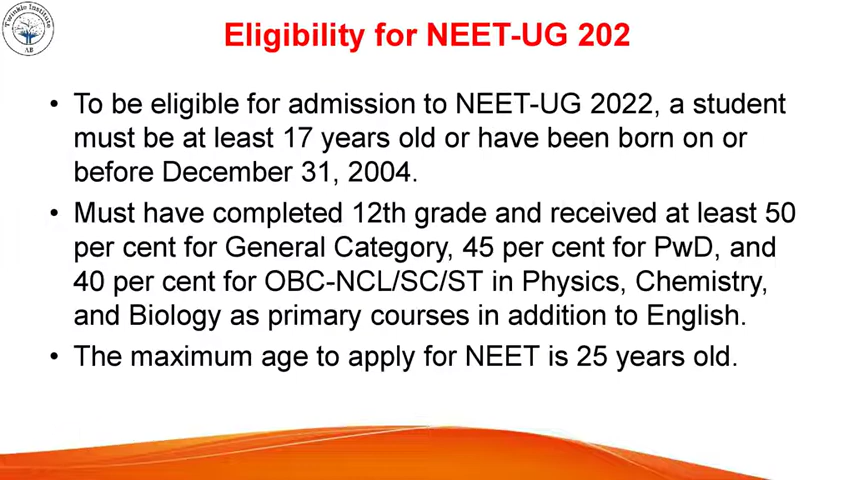 Twinkle Institute
AB
Eligibility for NEET-UG 202
• To be eligible for admission to NEET-UG 2022, a student
must be at least 17 years old or have been born on or
before December 31, 2004.
• Must have completed 12th grade and received at least 50
per cent for General Category, 45 per cent for PwD, and
40 per cent for OBC-NCL/SC/ST in Physics, Chemistry,
and Biology as primary courses in addition to English.
• The maximum age to apply for NEET is 25 years old.